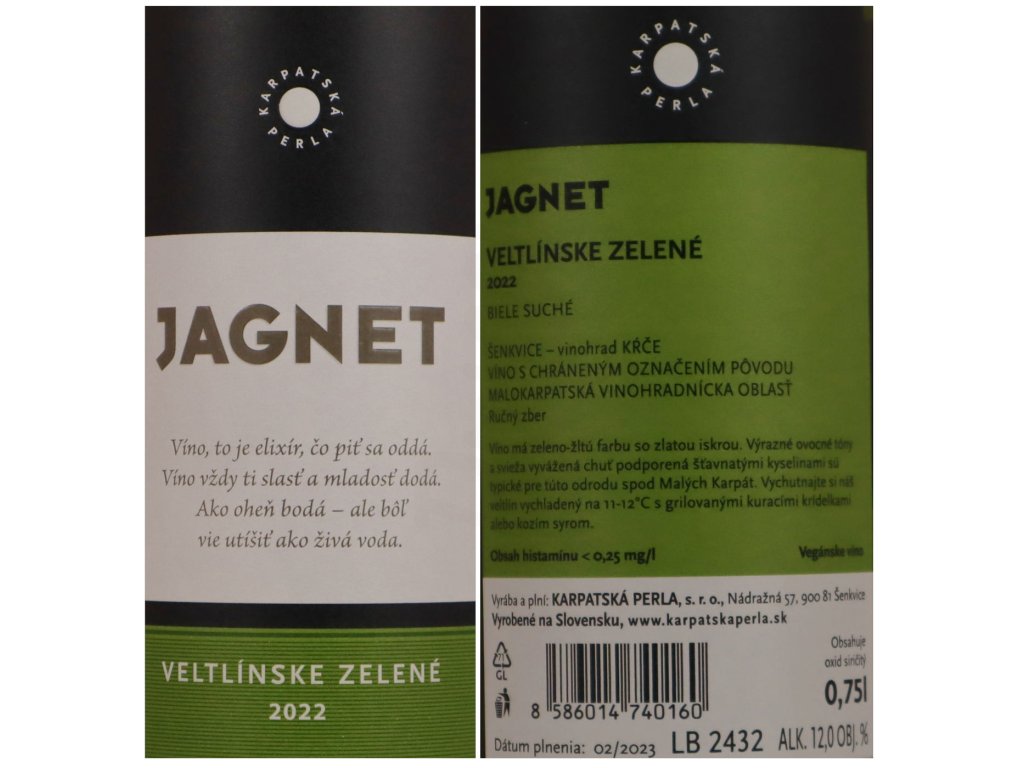 KARPATSKÁ PERLA
JAGNET
Víno, to je elixír, čo piť sa oddá.
Víno vždy ti slasť a mladosť dodá.
Ako oheň bodá – ale bôľ
vie utíšiť ako živá voda.
VELTLÍNSKE ZELENÉ
2022
KARPATSKÁ PERLA
JAGNET
VELTLÍNSKE ZELENÉ
2022
BIELE SUCHÉ
ŠENKVICE – vinohrad KŔČE
VÍNO S CHRÁNENÝM OZNAČENÍM PÔVODU
MALOKARPATSKÁ VINOHRADNÍCKA OBLASŤ
Ručný zber
Víno má zeleno-žltú farbu so zlatou iskrou. Výrazné ovocné tóny
a svieža vyvážená chuť podporená šťavnatými kyselinami sú
typické pre túto odrodu spod Malých Karpát. Vychutnajte si náš
veltlín vychladený na 11-12°C s grilovanými kuracími krídelkami
alebo kozím syrom.
Obsah histamínu < 0,25 mg/l
Vegánske víno
Vyrába a plní: KARPATSKÁ PERLA, s. r. o., Nádražná 57, 900 81 Šenkvice
Vyrobené na Slovensku, www.karpatskaperla.sk
Obsahuje
oxid siričitý
71
GL
0,75l
8 586014 740160
Dátum plnenia: 02/2023 LB 2432 ALK. 12,0 OBJ. %